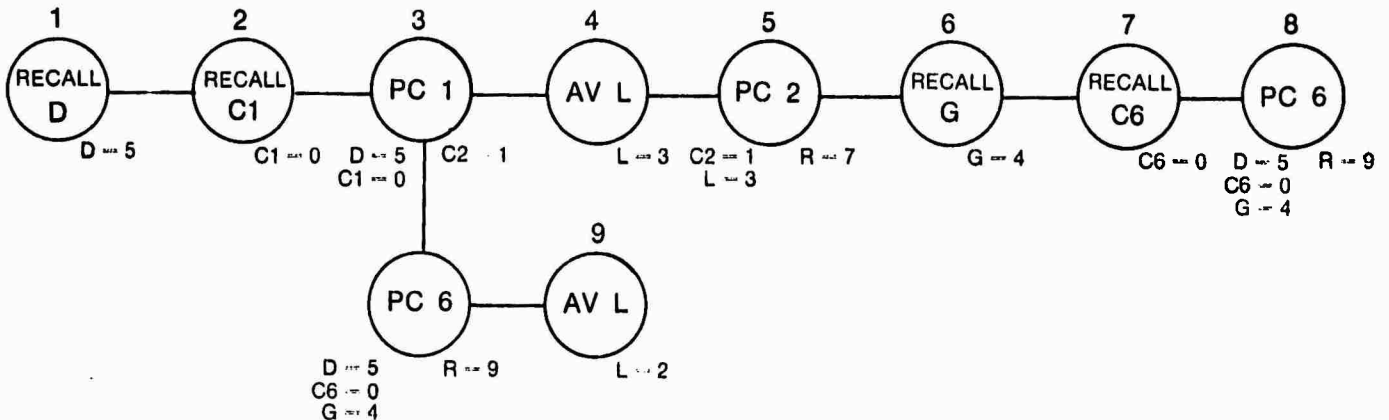 1 2 3 4 5 6 7 8
RECALL D
RECALL C1
PC 1
AV L
PC 2
RECALL G
RECALL C6
PC 6
D = 5
C1 = 0
D = 5 C2 - 1
C1 = 0
L = 3
C2 = 1 R = 7
L = 3
G = 4
C6 = 0
D = 5 R = 9
C6 = 0
G = 4
9
PC 6
AV L
D = 5 R = 9
C6 = 0
G = 4
L = 2